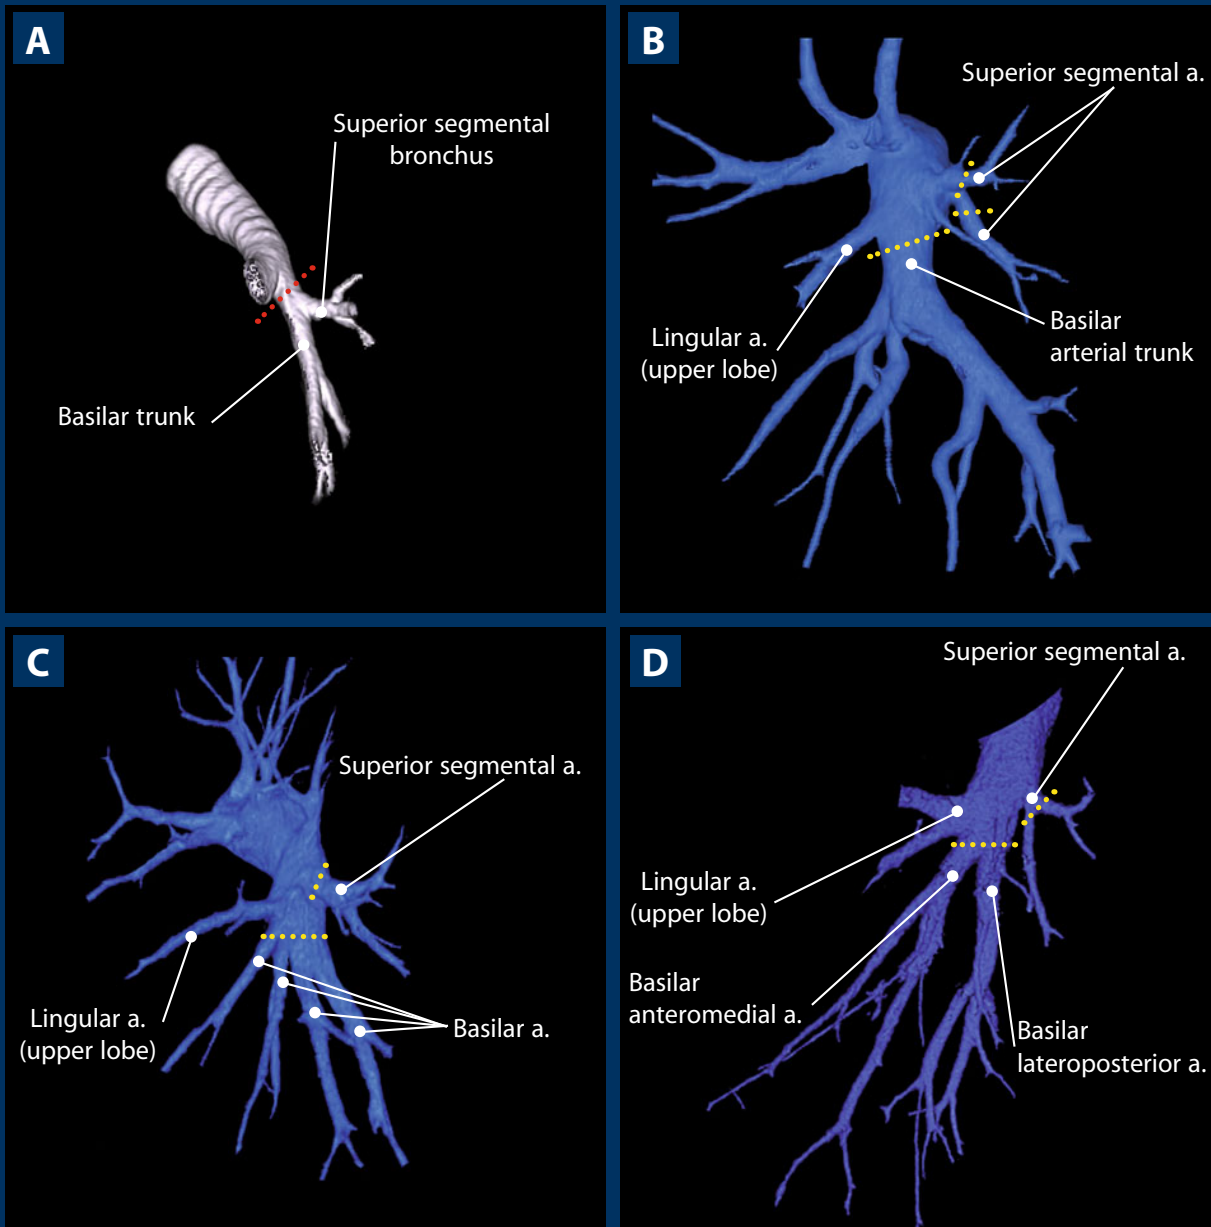 A
Superior segmental
bronchus
Basilar trunk
B
Superior segmental a.
Lingular a.
(upper lobe)
Basilar
arterial trunk
C
Superior segmental a.
Lingular a.
(upper lobe)
Basilar a.
D
Superior segmental a.
Lingular a.
(upper lobe)
Basilar
anteromedial a.
Basilar
lateroposterior a.